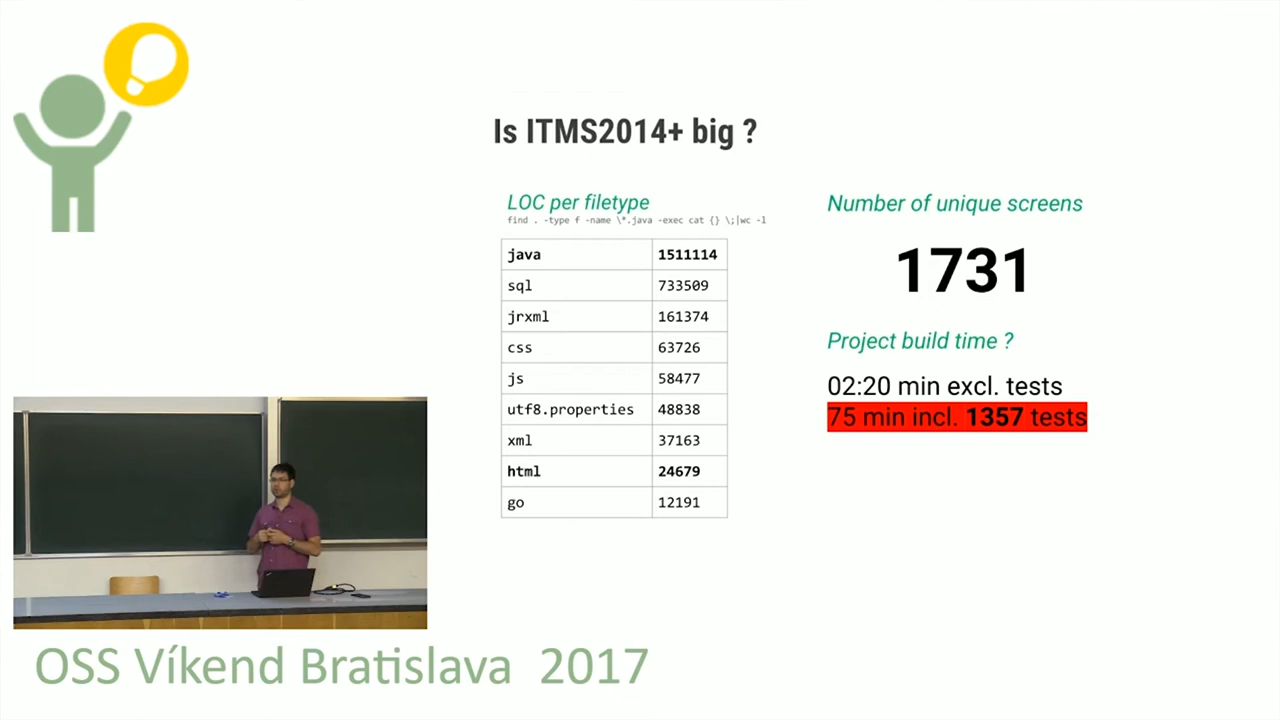 Is ITMS2014+ big ?
LOC per filetype
find . -type f -name \*.java -exec cat {} \;|wc -l
java 1511114
sql 733509
jrxml 161374
css 63726
js 58477
utf8.properties 48838
xml 37163
html 24679
go 12191
Number of unique screens
1731
Project build time ?
02:20 min excl. tests
75 min incl. 1357 tests
OSS Víkend Bratislava 2017